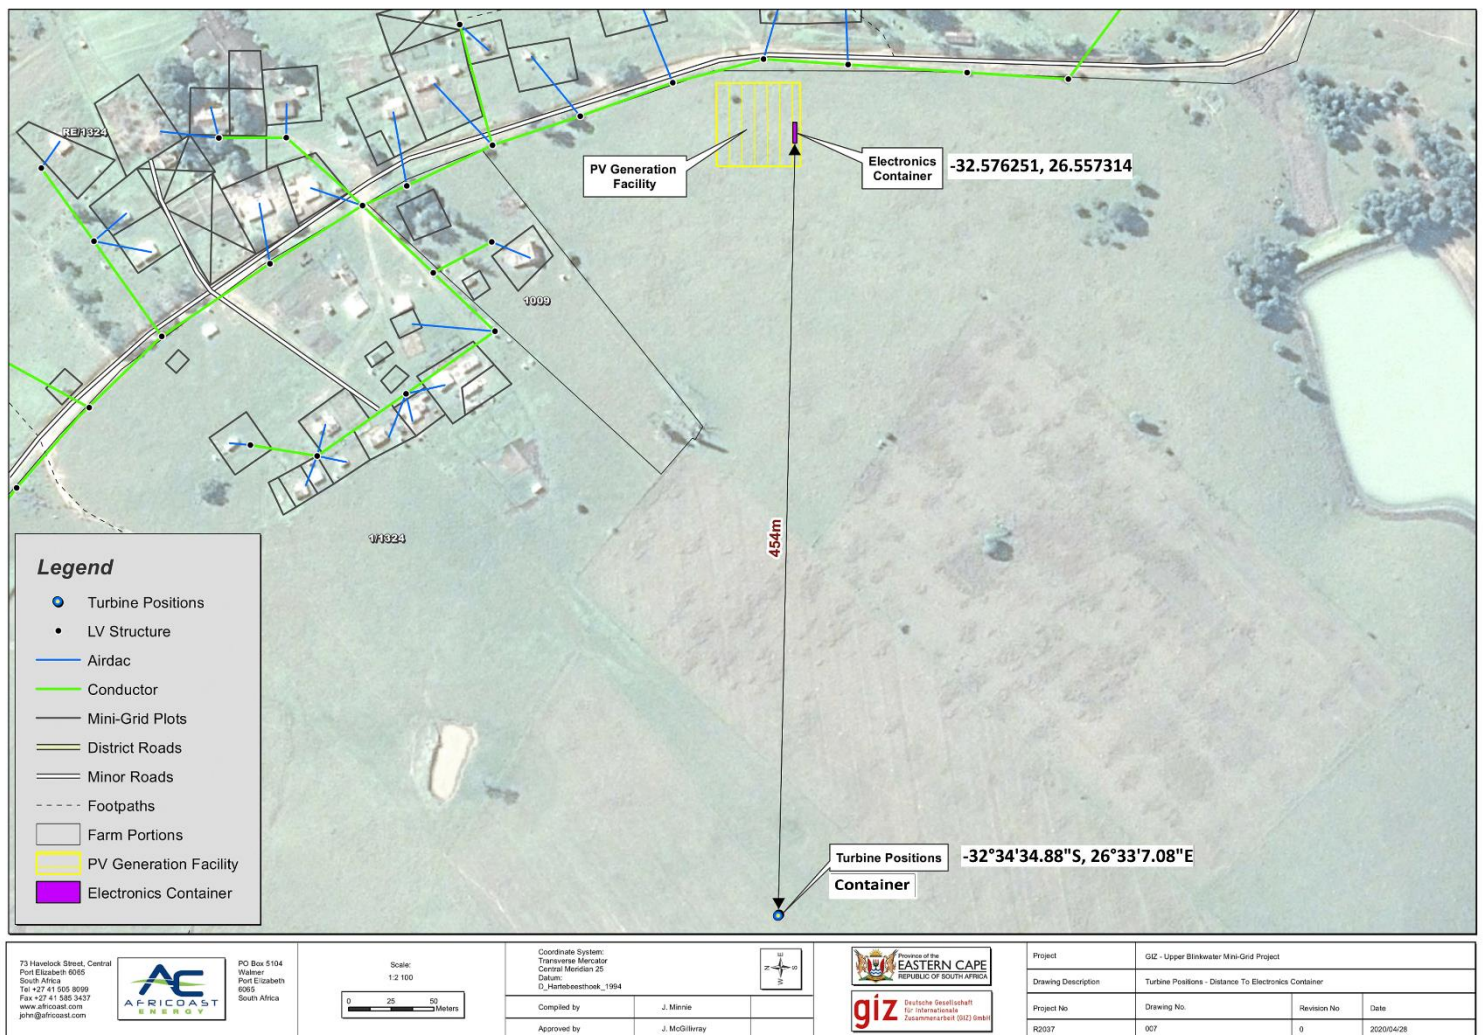 RE/1324
PV Generation
Facility
Electronics
Container
-32.576251, 26.557314
1009
454m
1/1324
Legend
Turbine Positions
LV Structure
Airdac
Conductor
Mini-Grid Plots
District Roads
Minor Roads
Footpaths
Farm Portions
PV Generation Facility
Electronics Container
Turbine Positions
-32°34'34.88"S, 26°33'7.08"E
Container
73 Havelock Street, Central
Port Elizabeth 6065
South Africa
Tel +27 41 505 8099
Fax +27 41 585 3437
www.africoast.com
john@africoast.com
AFRICOAST
ENERGY
PO Box 5104
Walmer
Port Elizabeth
6065
South Africa
Scale:
1:2 100
0 25 50
Meters
Coordinate System:
Transverse Mercator
Central Meridian 25
Datum:
D_Hartebeesthoek_1994
N E S W
Compiled by J. Minnie
Approved by J. McGillivray
Province of the
EASTERN CAPE
REPUBLIC OF SOUTH AFRICA
giz
Deutsche Gesellschaft
für Internationale
Zusammenarbeit (GIZ) GmbH
Project GIZ - Upper Blinkwater Mini-Grid Project
Drawing Description Turbine Positions - Distance To Electronics Container
Project No Drawing No. Revision No Date
R2037 007 0 2020/04/28